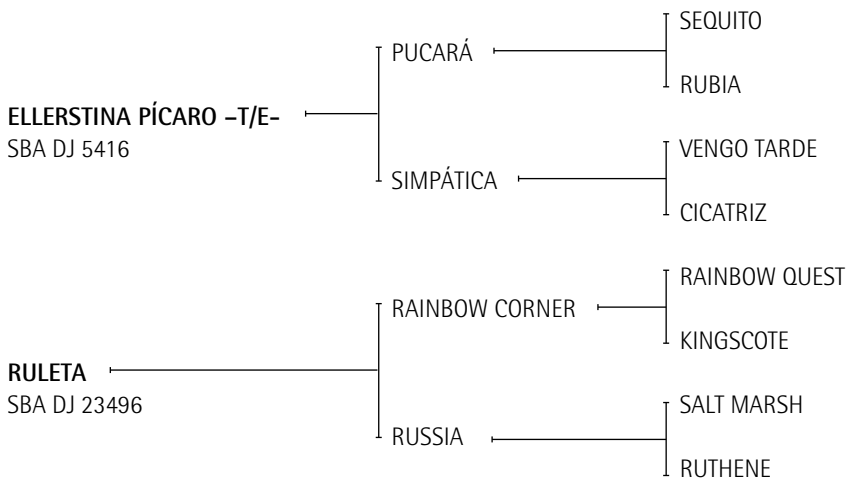 SEQUITO
PUCARÁ
RUBIA
ELLERSTINA PÍCARO –T/E-
SBA DJ 5416
VENGO TARDE
SIMPÁTICA
CICATRIZ
RAINBOW QUEST
RAINBOW CORNER
KINGSCOTE
RULETA
SBA DJ 23496
SALT MARSH
RUSSIA
RUTHENE